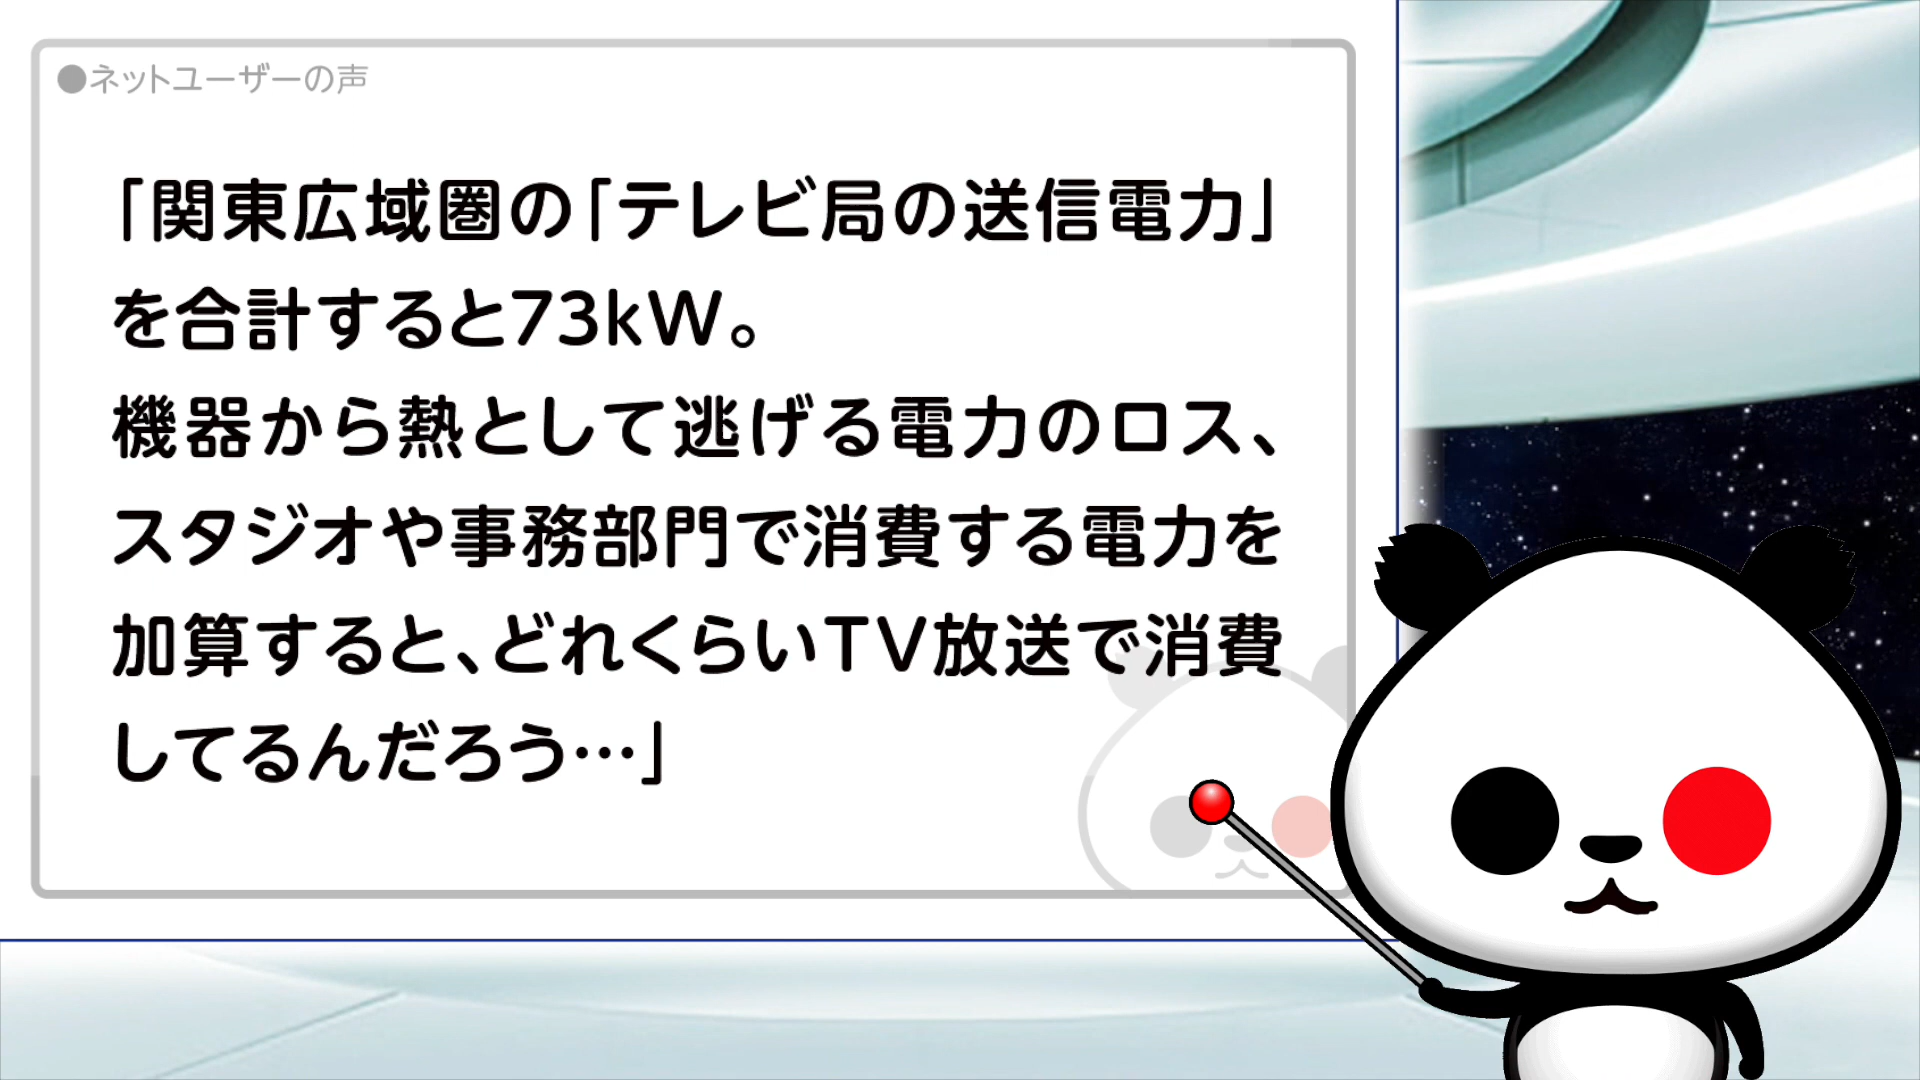 ●ネットユーザーの声
「関東広域圏の「テレビ局の送信電力」
を合計すると73kW。
機器から熱として逃げる電力のロス、
スタジオや事務部門で消費する電力を
加算すると、どれくらいTV放送で消費
してるんだろう…」